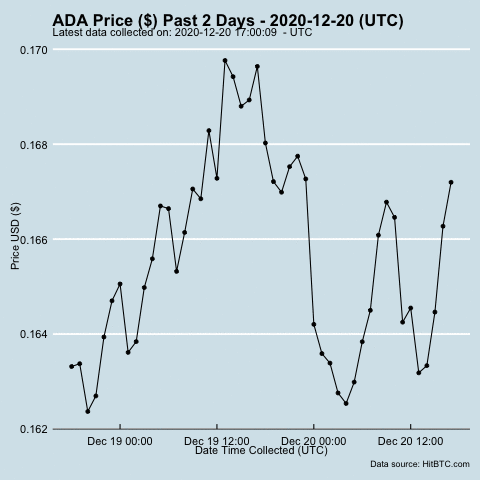 ADA Price ($) Past 2 Days - 2020-12-20 (UTC)
Latest data collected on: 2020-12-20 17:00:09 - UTC
0.170
0.168
0.166
0.164
0.162
Price USD ($)
Dec 19 00:00 Dec 19 12:00 Dec 20 00:00 Dec 20 12:00
Date Time Collected (UTC)
Data source: HitBTC.com